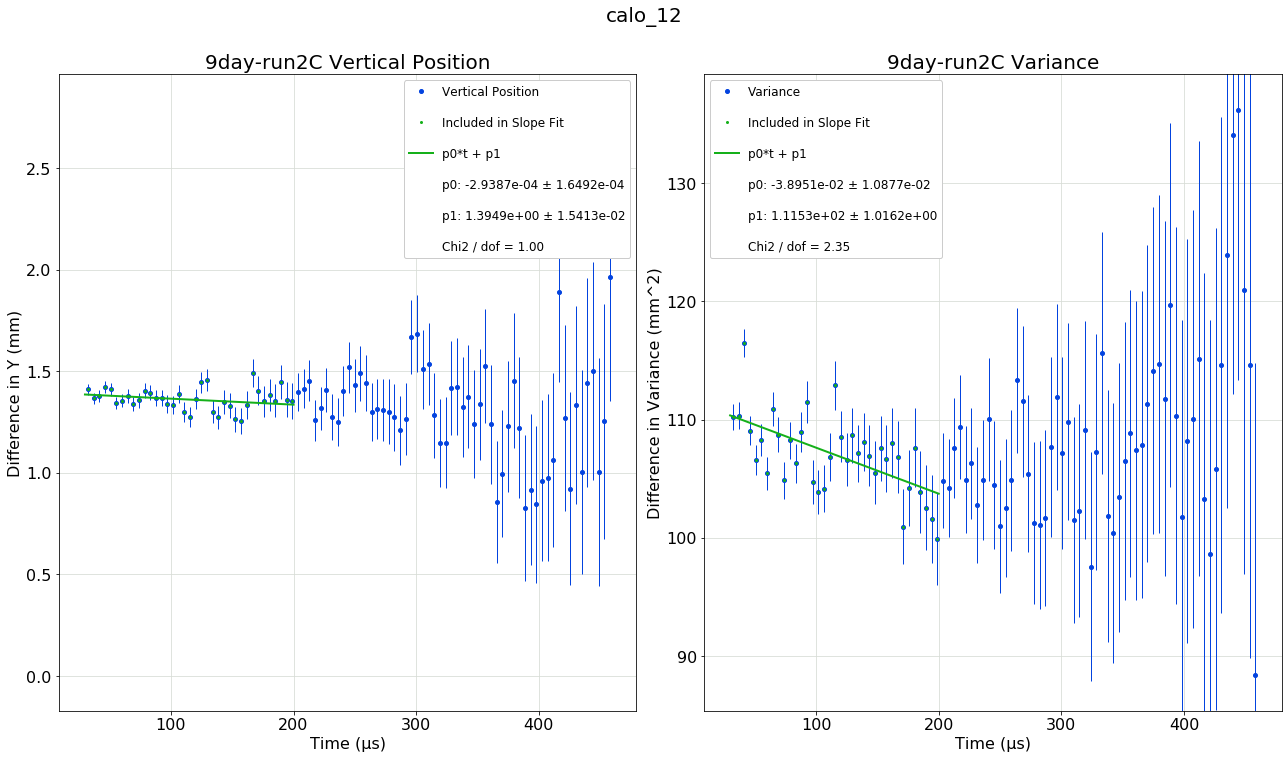 calo_12
9day-run2C Vertical Position
Vertical Position
Included in Slope Fit
p0*t + p1
p0: -2.9387e-04 ± 1.6492e-04
p1: 1.3949e+00 ± 1.5413e-02
Chi2 / dof = 1.00
Difference in Y (mm)
2.5
2.0
1.5
1.0
0.5
0.0
100 200 300 400
Time (µs)
9day-run2C Variance
Variance
Included in Slope Fit
p0*t + p1
p0: -3.8951e-02 ± 1.0877e-02
p1: 1.1153e+02 ± 1.0162e+00
Chi2 / dof = 2.35
Difference in Variance (mm^2)
130
120
110
100
90
100 200 300 400
Time (µs)